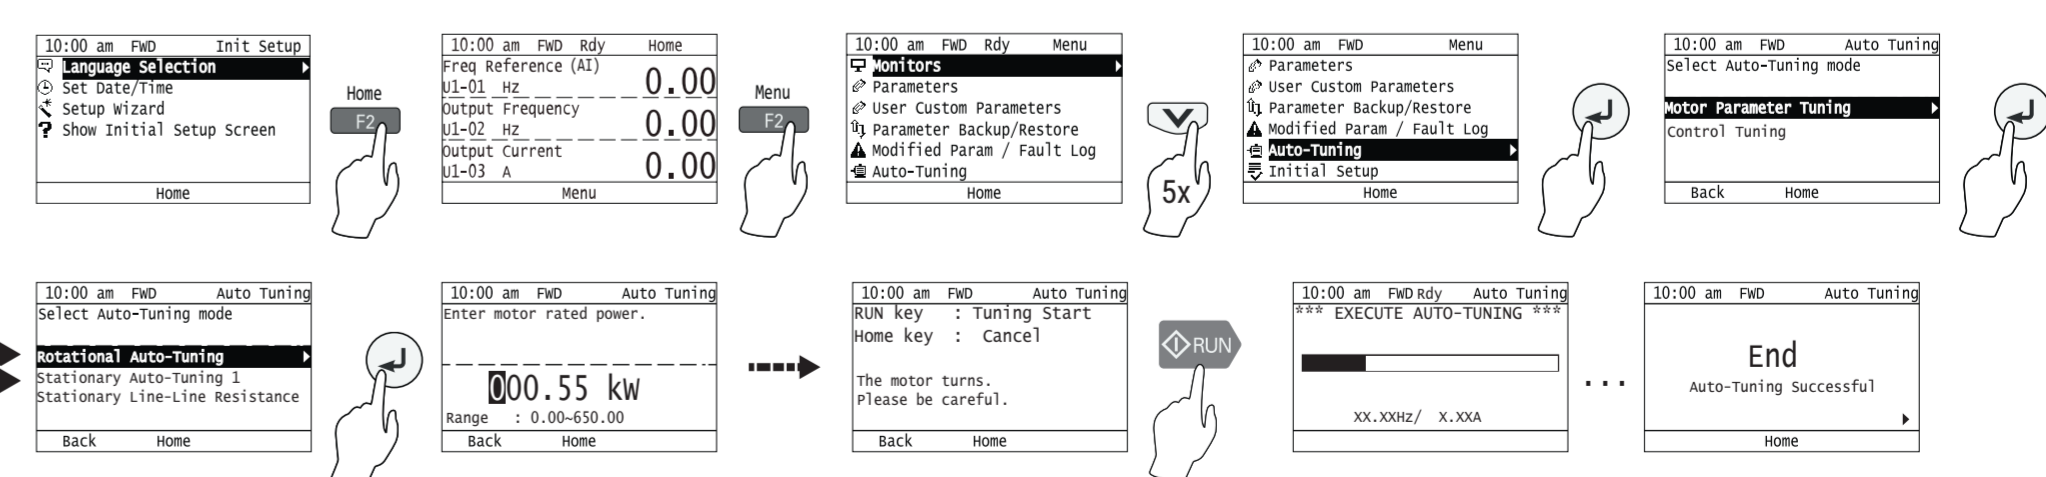 10:00 am FWD Init Setup
Language Selection
Set Date/Time
Setup Wizard
Show Initial Setup Screen
Home
Home
F2
10:00 am FWD Rdy Home
Freq Reference (AI)
U1-01 Hz 0.00
Output Frequency
U1-02 Hz 0.00
Output Current
U1-03 A 0.00
Menu
Menu
F2
10:00 am FWD Rdy Menu
Monitors
Parameters
User Custom Parameters
Parameter Backup/Restore
Modified Param / Fault Log
Auto-Tuning
Home
5x
10:00 am FWD Menu
Parameters
User Custom Parameters
Parameter Backup/Restore
Modified Param / Fault Log
Auto-Tuning
Initial Setup
Home
10:00 am FWD Auto Tuning
Select Auto-Tuning mode
Motor Parameter Tuning
Control Tuning
Back Home
10:00 am FWD Auto Tuning
Select Auto-Tuning mode
Rotational Auto-Tuning
Stationary Auto-Tuning 1
Stationary Line-Line Resistance
Back Home
10:00 am FWD Auto Tuning
Enter motor rated power.
000.55 kW
Range : 0.00~650.00
Back Home
10:00 am FWD Auto Tuning
RUN key : Tuning Start
Home key : Cancel
The motor turns.
Please be careful.
Back Home
RUN
10:00 am FWD Rdy Auto Tuning
*** EXECUTE AUTO-TUNING ***
XX.XXHz/ X.XXA
...
10:00 am FWD Auto Tuning
End
Auto-Tuning Successful
Home